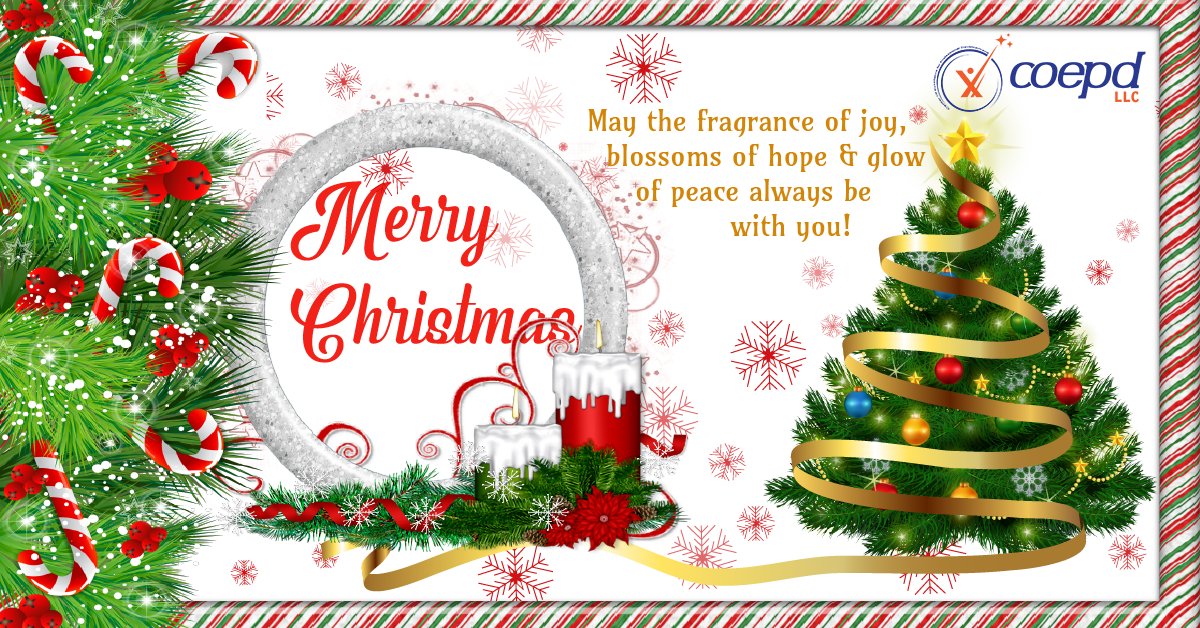 Merry
Christmas
May the fragrance of joy,
blossoms of hope & glow
of peace always be
with you!
coepd
LLC